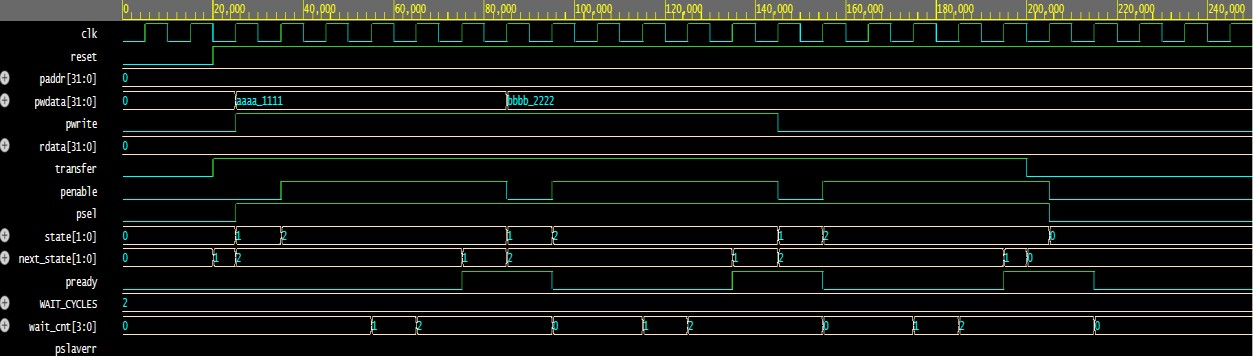 0 20,000 40,000 60,000 80,000 100,000 120,000 140,000 160,000 180,000 200,000 220,000 240,000
clk
reset
paddr[31:0] 0
pwdata[31:0] 0 aaaa_1111 bbbb_2222
pwrite
rdata[31:0] 0
transfer
penable
psel
state[1:0] 0 1 2 1 2 1 2 0
next_state[1:0] 0 1 2 1 2 1 2 1 0
pready
WAIT_CYCLES 2
wait_cnt[3:0] 0 1 2 0 1 2 0 1 2 0
pslaverr